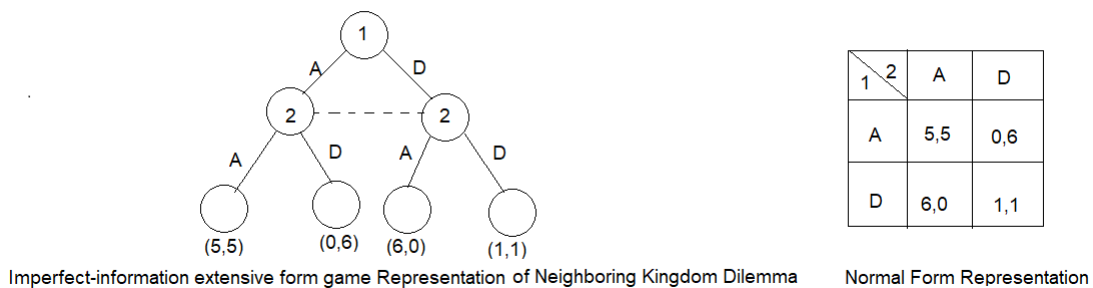 1
A D
2 2
A D A D
(5,5) (0,6) (6,0) (1,1)
Imperfect-information extensive form game Representation of Neighboring Kingdom Dilemma
1 2 A D
A 5,5 0,6
D 6,0 1,1
Normal Form Representation